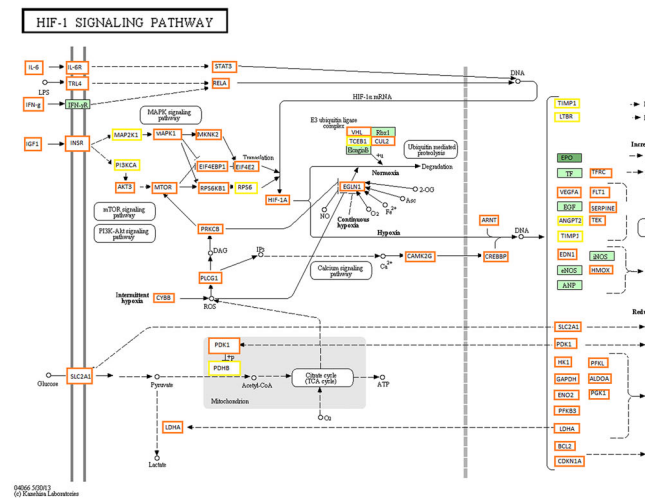 HIF-1 SIGNALING PATHWAY
IL-6
IL-6R
STAT3
LPS
TRL4
RELA
DNA
IFN-g
IFN-γR
HIF-1α mRNA
MAPK signaling
pathway
IGF1
INSR
MAP2K1
MAPK1
MKNK2
EIF4EBP1
EIF4E2
Translation
PI3KCA
AKT3
MTOR
RPS6KB1
RPS6
HIF-1A
E3 ubiquitin ligase
complex
VHL
Rbx1
TCEB1
CUL2
ElonginB
+u
Ubiquitin mediated
proteolysis
Normoxia
Degradation
EGLN1
2-OG
Asc
Fe2+
O2
NO
Continuous
hypoxia
Hypoxia
mTOR signaling
pathway
PI3K-Akt signaling
pathway
PRKCB
DAG
IP3
PLCG1
Calcium signaling
pathway
Ca2+
CAMK2G
CREBBP
ARNT
DNA
Intermittent
hypoxia
CYBB
ROS
TIMP1
LTBR
Incre
EPO
TF
TFRC
VEGFA
FLT1
EGF
SERPINE
ANGPT2
TEK
TIMP1
EDN1
iNOS
eNOS
HMOX
ANP
Redu
SLC2A1
PDK1
HK1
PFKL
GAPDH
ALDOA
ENO2
PGK1
PFKB3
LDHA
BCL2
CDKN1A
PDK1
+p
PDHB
Mitochondrion
Citrate cycle
(TCA cycle)
ATP
O2
SLC2A1
Glucose
Pyruvate
Acetyl-CoA
LDHA
Lactate
04066 5/30/13
(c) Kanehisa Laboratories